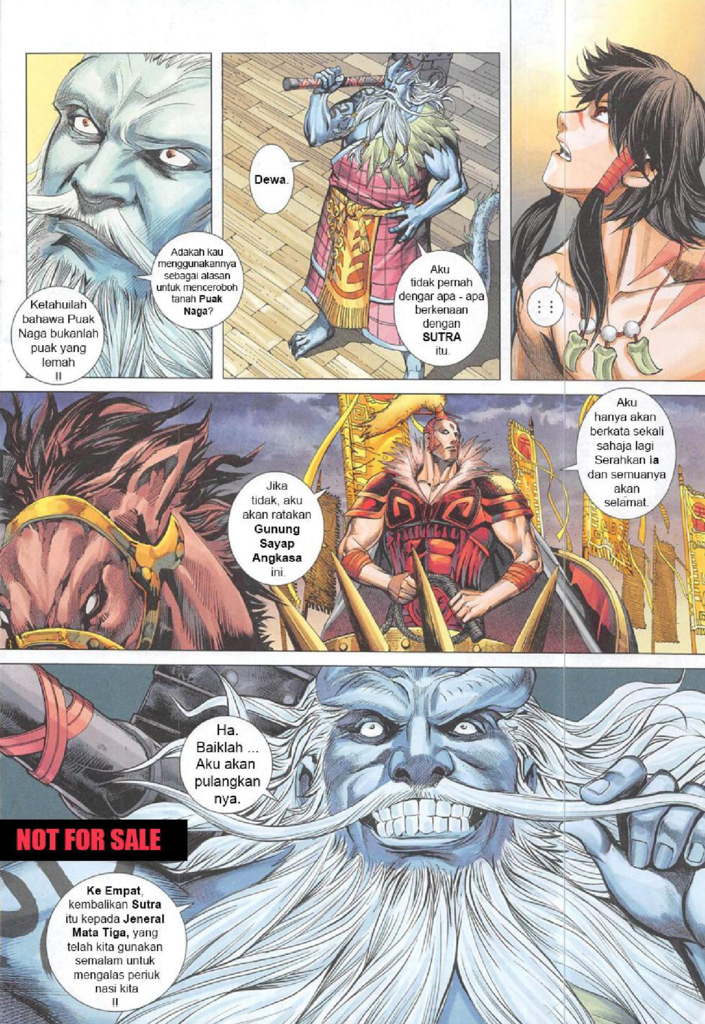 Adakah kau
menggunakannya
sebagai alasan
untuk menceroboh
tanah Puak
Naga?
Ketahuilah
bahawa Puak
Naga bukanlah
puak yang
lemah
!!
Dewa.
Aku
tidak pernah
dengar apa - apa
berkenaan
dengan
SUTRA
itu.
...
Aku
hanya akan
berkata sekali
sahaja lagi
Serahkan Ia
dan semuanya
akan
selamat.
Jika
tidak, aku
akan ratakan
Gunung
Sayap
Angkasa
ini.
Ha.
Baiklah ...
Aku akan
pulangkan
nya.
NOT FOR SALE
Ke Empat,
kembalikan Sutra
itu kepada Jeneral
Mata Tiga, yang
telah kita gunakan
semalam untuk
mengalas periuk
nasi kita
!!